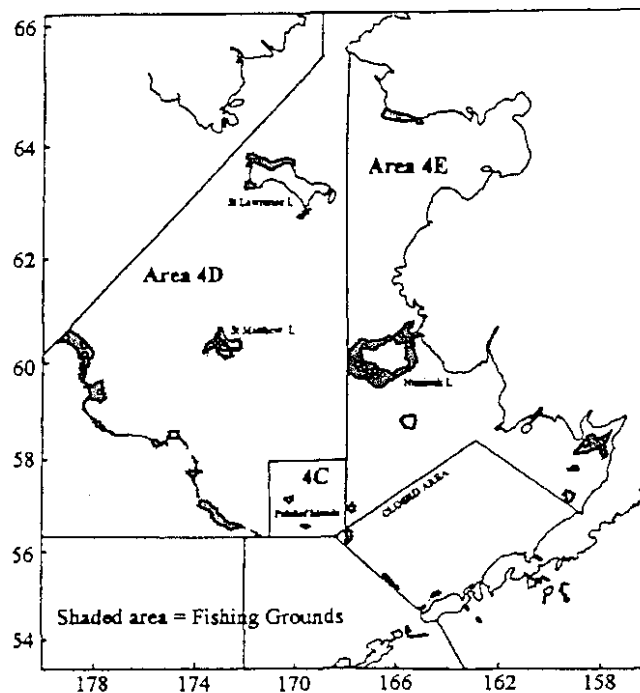 66
64
62
60
58
56
54
Area 4E
St Lawrence I.
Area 4D
St Matthew I.
Nunivak I.
4C
Pribilof Islands
CLOSED AREA
Shaded area = Fishing Grounds
178
174
170
166
162
158